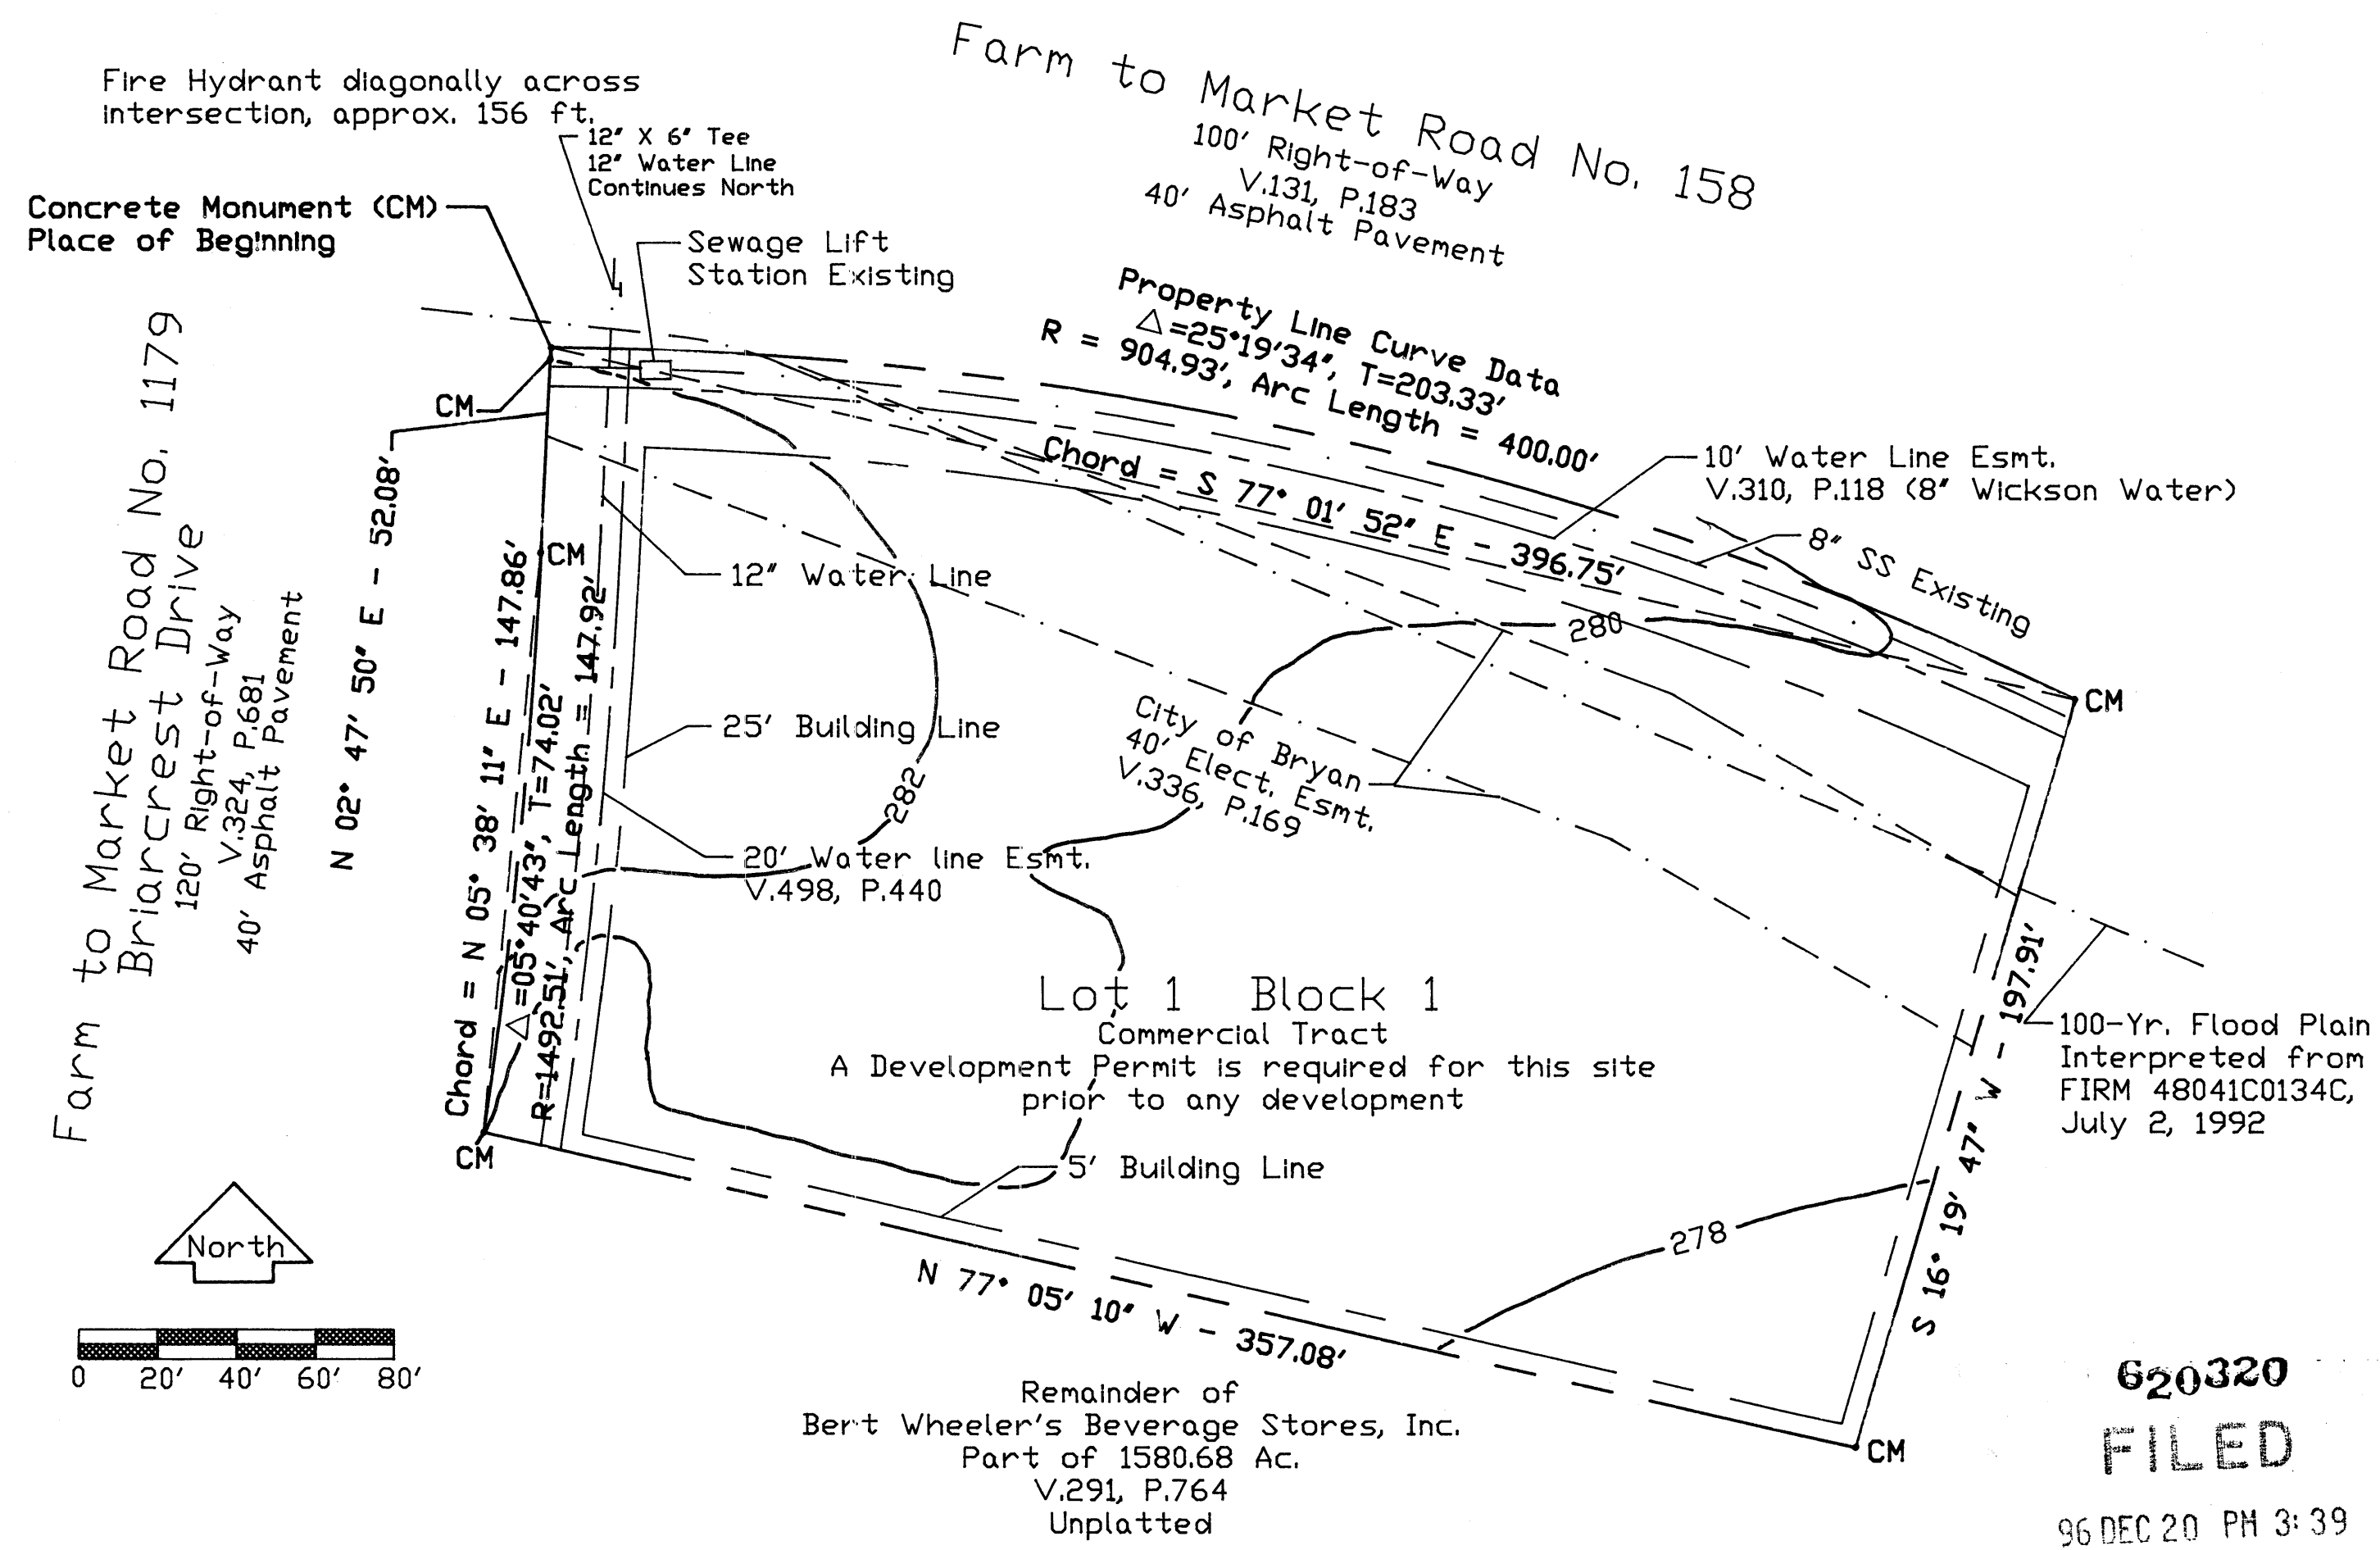 Farm to Market Road No. 158
100' Right-of-Way
V.131, P.183
40' Asphalt Pavement
Fire Hydrant diagonally across
intersection, approx. 156 ft.
12" X 6" Tee
12" Water Line
Continues North
Concrete Monument (CM)
Place of Beginning
Sewage Lift
Station Existing
Property Line Curve Data
△=25°19'34", T=203.33'
R = 904.93', Arc Length = 400.00'
Chord = S 77° 01' 52" E - 396.75'
10' Water Line Esmt.
V.310, P.118 (8" Wickson Water)
8" SS Existing
CM
CM
CM
Farm to Market Road No. 1179
Briarcrest Drive
120' Right-of-Way
V.324, P.681
40' Asphalt Pavement
N 02° 47' 50" E - 52.08'
Chord = N 05° 38' 11" E - 147.86'
△=05°40'43", T=74.02'
R=1492.51', Arc Length = 147.92'
12" Water Line
280
25' Building Line
282
City of Bryan
40' Elect. Esmt.
V.336, P.169
20' Water line Esmt.
V.498, P.440
Lot 1 Block 1
Commercial Tract
A Development Permit is required for this site
prior to any development
100-Yr. Flood Plain
Interpreted from
FIRM 48041C0134C,
July 2, 1992
S 16° 19' 47" W - 197.91'
CM
5' Building Line
278
North
N 77° 05' 10" W - 357.08'
0 20' 40' 60' 80'
CM
Remainder of
Bert Wheeler's Beverage Stores, Inc.
Part of 1580.68 Ac.
V.291, P.764
Unplatted
620320
FILED
96 DEC 20 PM 3:39